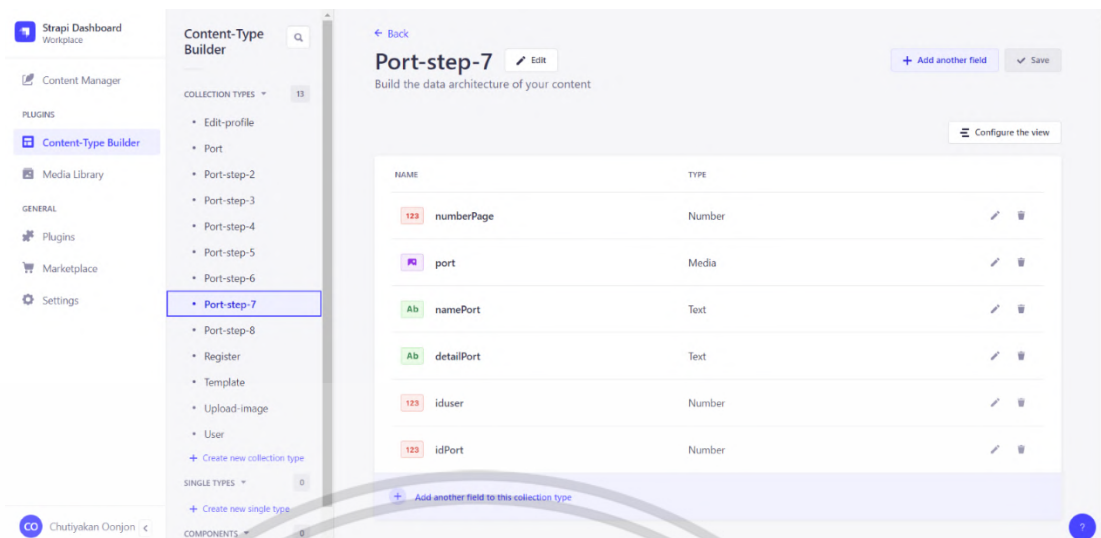 Strapi Dashboard
Workplace
Content Manager
PLUGINS
Content-Type Builder
Media Library
GENERAL
Plugins
Marketplace
Settings
CO Chutiyakan Oonjon
Content-Type
Builder
COLLECTION TYPES 13
Edit-profile
Port
Port-step-2
Port-step-3
Port-step-4
Port-step-5
Port-step-6
Port-step-7
Port-step-8
Register
Template
Upload-image
User
+ Create new collection type
SINGLE TYPES 0
+ Create new single type
COMPONENTS 0
← Back
Port-step-7 Edit
+ Add another field Save
Build the data architecture of your content
Configure the view
NAME TYPE
123 numberPage Number
port Media
Ab namePort Text
Ab detailPort Text
123 iduser Number
123 idPort Number
+ Add another field to this collection type
?